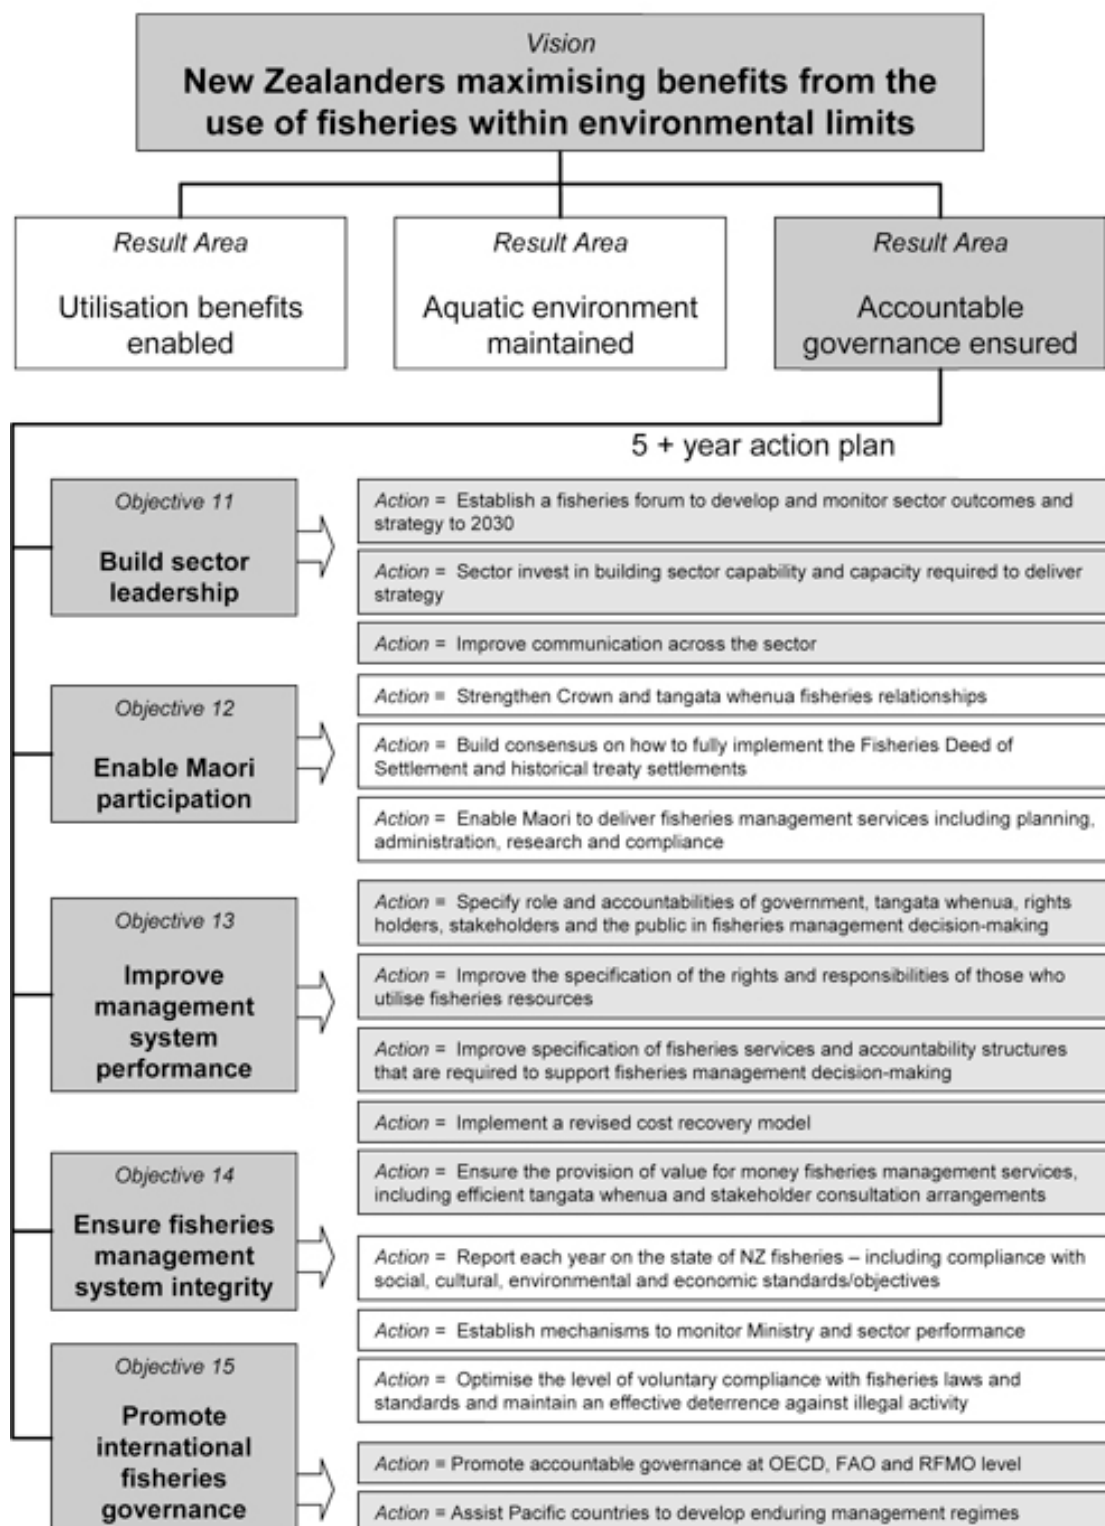 Vision
New Zealanders maximising benefits from the
use of fisheries within environmental limits
Result Area
Utilisation benefits
enabled
Result Area
Aquatic environment
maintained
Result Area
Accountable
governance ensured
5 + year action plan
Objective 11
Build sector
leadership
Action = Establish a fisheries forum to develop and monitor sector outcomes and
strategy to 2030
Action = Sector invest in building sector capability and capacity required to deliver
strategy
Action = Improve communication across the sector
Objective 12
Enable Maori
participation
Action = Strengthen Crown and tangata whenua fisheries relationships
Action = Build consensus on how to fully implement the Fisheries Deed of
Settlement and historical treaty settlements
Action = Enable Maori to deliver fisheries management services including planning,
administration, research and compliance
Objective 13
Improve
management
system
performance
Action = Specify role and accountabilities of government, tangata whenua, rights
holders, stakeholders and the public in fisheries management decision-making
Action = Improve the specification of the rights and responsibilities of those who
utilise fisheries resources
Action = Improve specification of fisheries services and accountability structures
that are required to support fisheries management decision-making
Action = Implement a revised cost recovery model
Action = Ensure the provision of value for money fisheries management services,
including efficient tangata whenua and stakeholder consultation arrangements
Objective 14
Ensure fisheries
management
system integrity
Action = Report each year on the state of NZ fisheries – including compliance with
social, cultural, environmental and economic standards/objectives
Action = Establish mechanisms to monitor Ministry and sector performance
Action = Optimise the level of voluntary compliance with fisheries laws and
standards and maintain an effective deterrence against illegal activity
Objective 15
Promote
international
fisheries
governance
Action = Promote accountable governance at OECD, FAO and RFMO level
Action = Assist Pacific countries to develop enduring management regimes